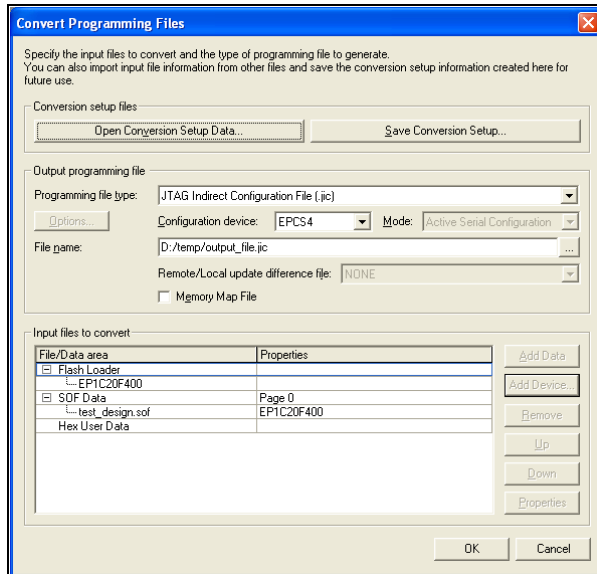 Convert Programming Files
Specify the input files to convert and the type of programming file to generate.
You can also import input file information from other files and save the conversion setup information created here for
future use.
Conversion setup files
Open Conversion Setup Data...
Save Conversion Setup...
Output programming file
Programming file type:
JTAG Indirect Configuration File (.jic)
Options...
Configuration device:
EPCS4
Mode:
Active Serial Configuration
File name:
D:/temp/output_file.jic
...
Remote/Local update difference file:
NONE
Memory Map File
Input files to convert
File/Data area
Properties
Flash Loader
EP1C20F400
SOF Data
Page 0
test_design.sof
EP1C20F400
Hex User Data
Add Data
Add Device...
Remove
Up
Down
Properties
OK
Cancel